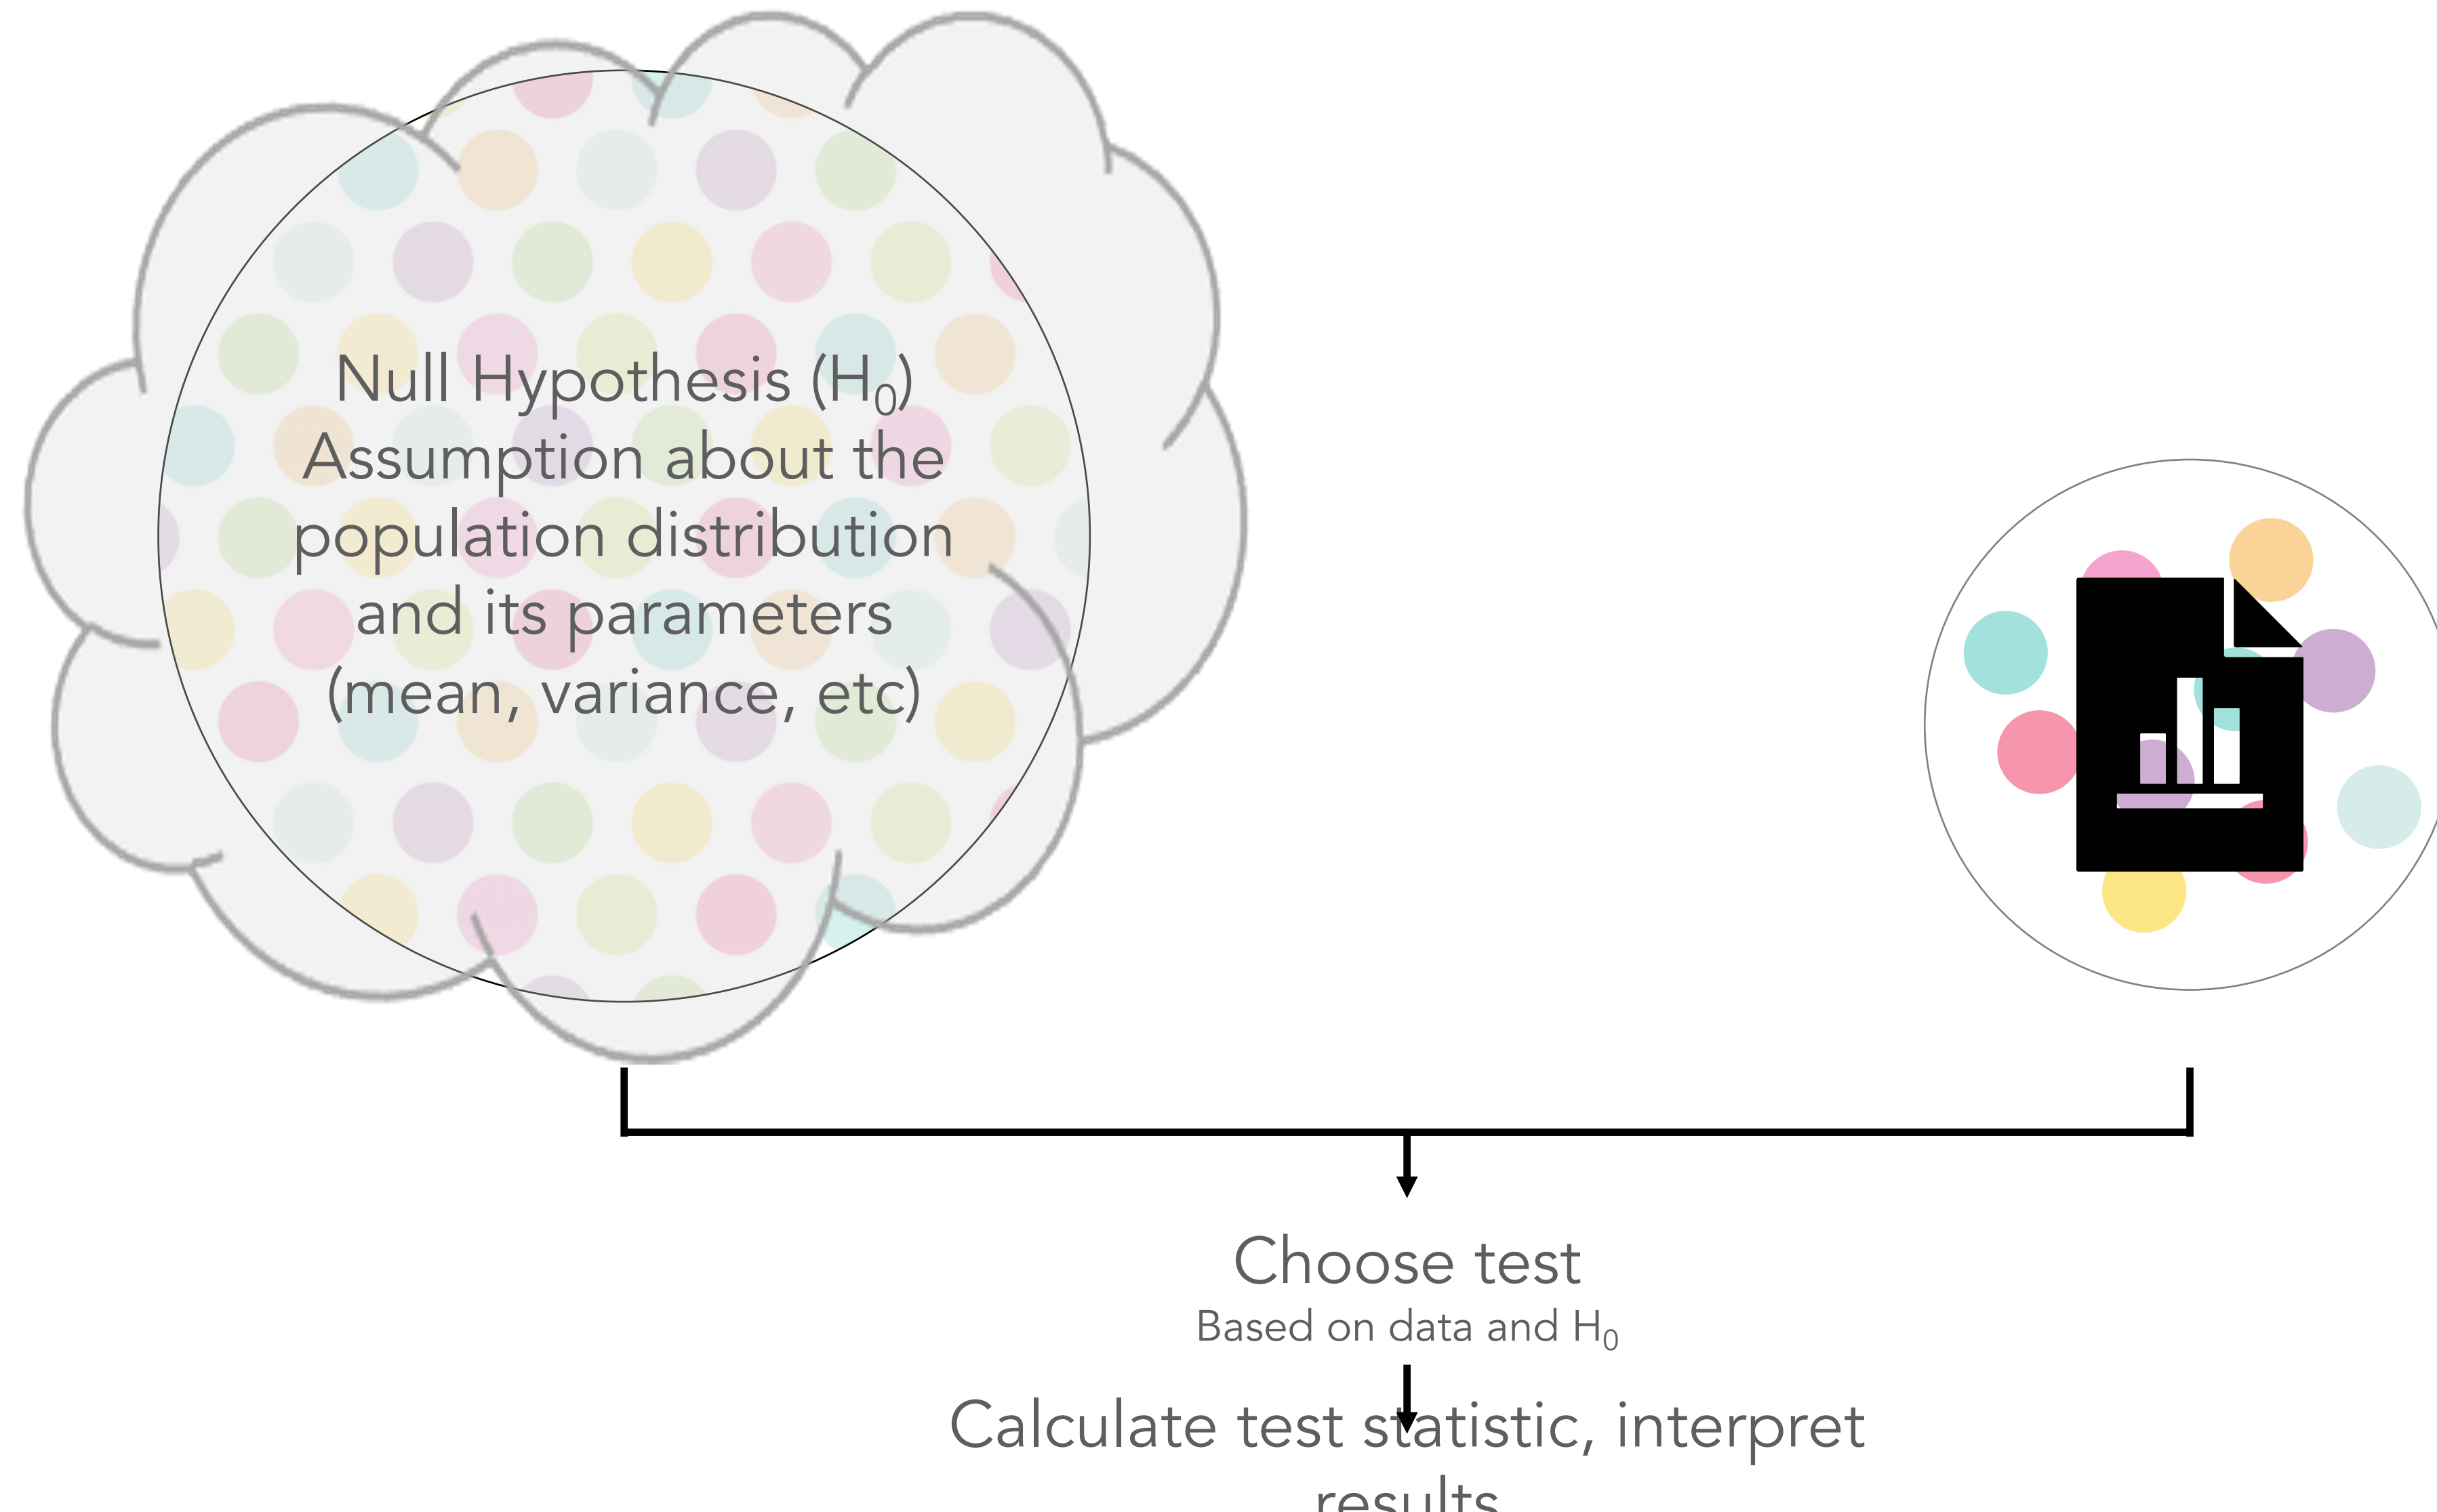 Null Hypothesis (H₀)
Assumption about the
population distribution
and its parameters
(mean, variance, etc)
Choose test
Based on data and H₀
Calculate test statistic, interpret
results